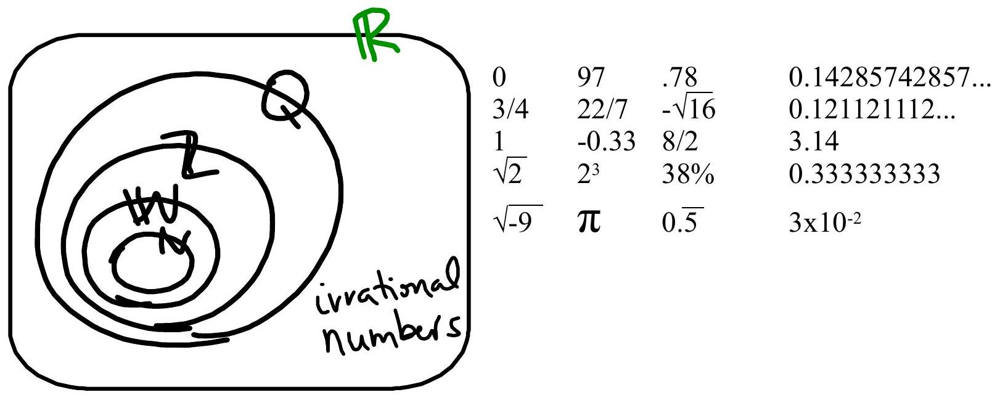 ℝ
Q
Z
W
N
irrational
numbers
0 97 .78 0.14285742857...
3/4 22/7 -√16 0.121121112...
1 -0.33 8/2 3.14
√2 2³ 38% 0.333333333
√-9 π 0.5̅ 3x10⁻²